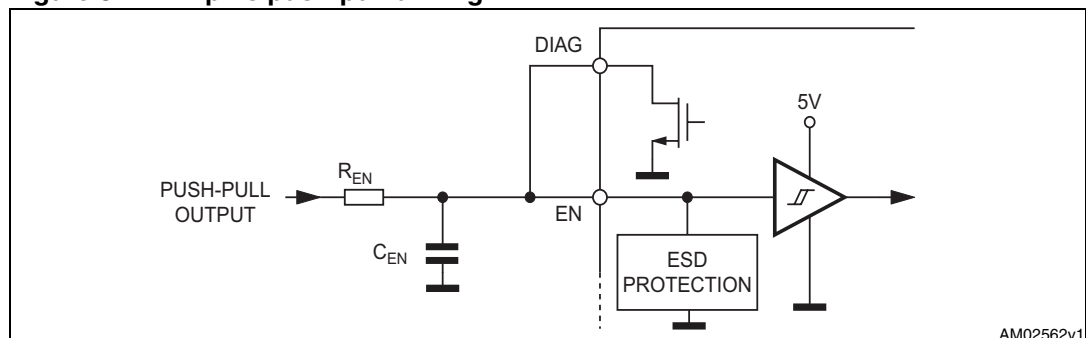 DIAG
5V
R_EN
PUSH-PULL
OUTPUT
EN
C_EN
ESD
PROTECTION
AM02562v1